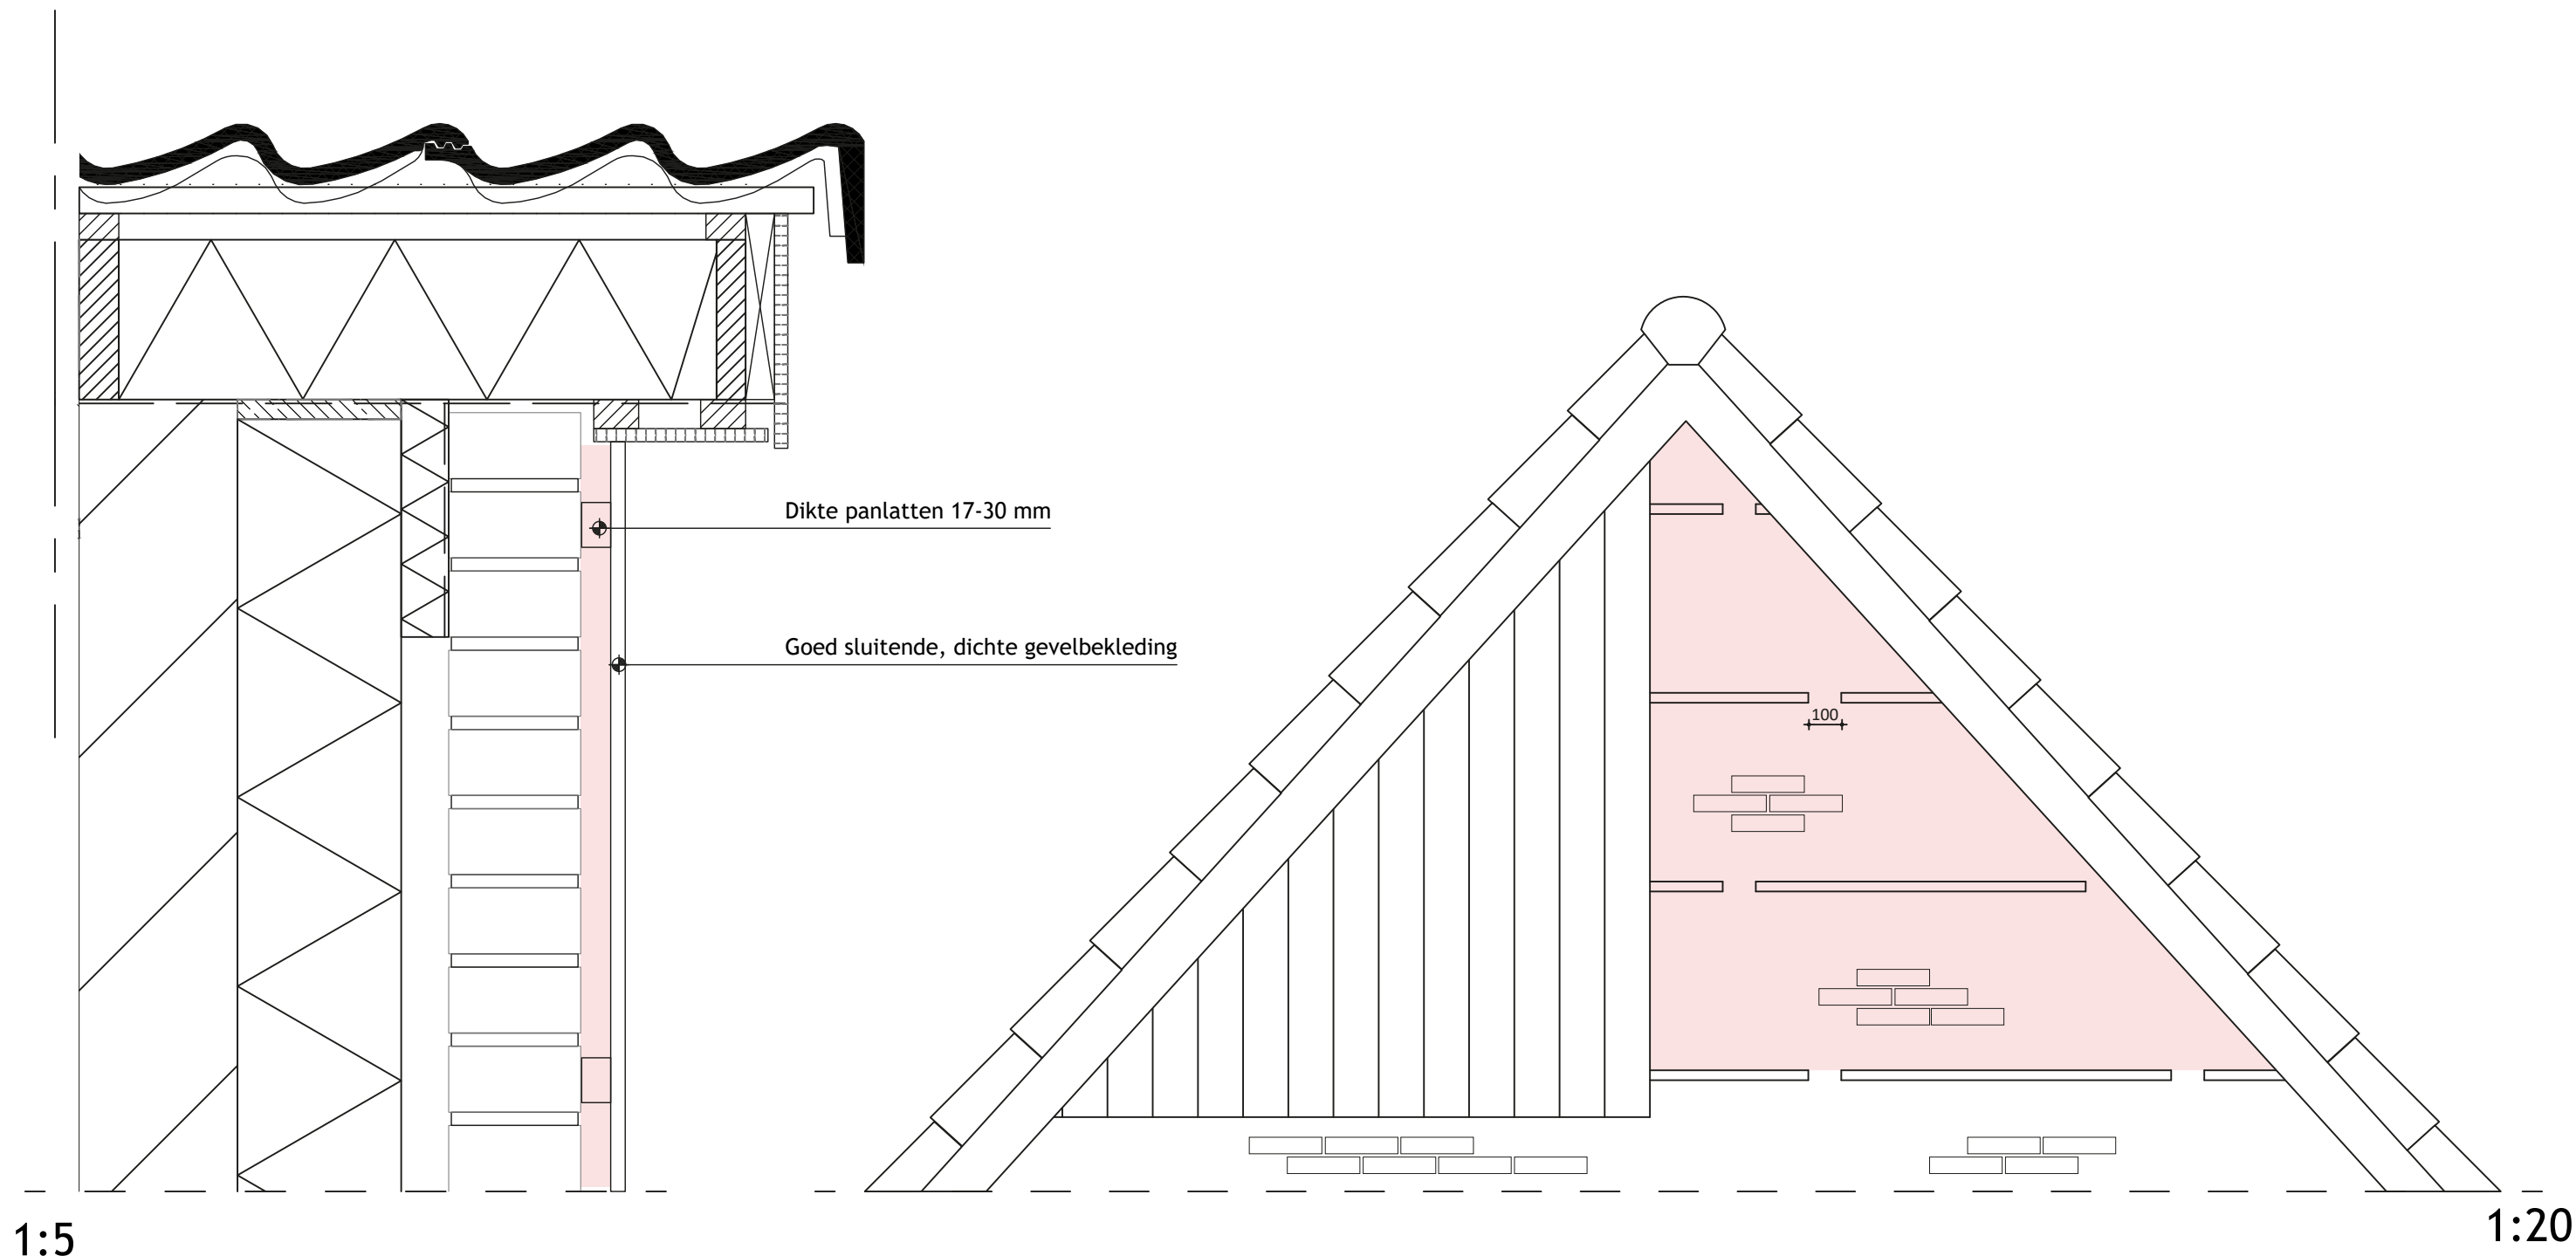 Dikte panlatten 17-30 mm
Goed sluitende, dichte gevelbekleding
100
1:5
1:20